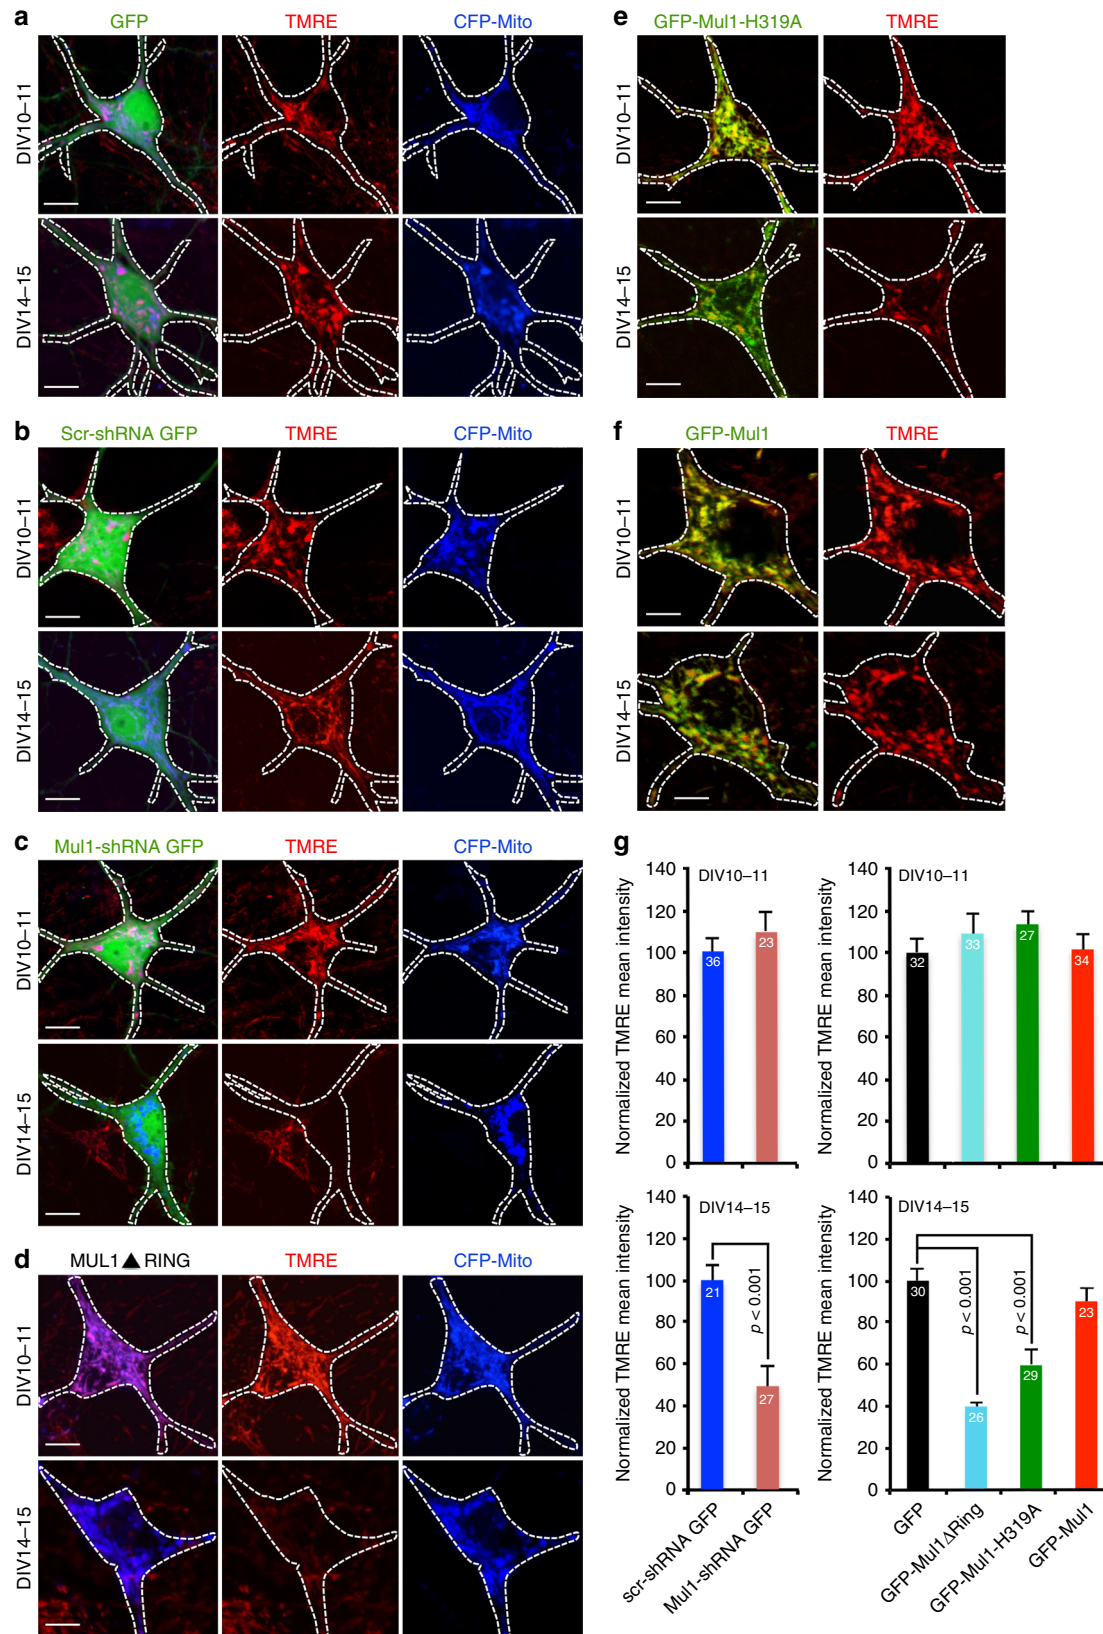 a
GFP
TMRE
CFP-Mito
DIV10–11
DIV14–15
b
Scr-shRNA GFP
TMRE
CFP-Mito
DIV10–11
DIV14–15
c
Mul1-shRNA GFP
TMRE
CFP-Mito
DIV10–11
DIV14–15
d
MUL1▲RING
TMRE
CFP-Mito
DIV10–11
DIV14–15
e
GFP-Mul1-H319A
TMRE
DIV10–11
DIV14–15
f
GFP-Mul1
TMRE
DIV10–11
DIV14–15
g
Normalized TMRE mean intensity
140
120
100
80
60
40
20
0
DIV10–11
36
23
Normalized TMRE mean intensity
140
120
100
80
60
40
20
0
DIV10–11
32
33
27
34
Normalized TMRE mean intensity
140
120
100
80
60
40
20
0
DIV14–15
21
p < 0.001
27
scr-shRNA GFP
Mul1-shRNA GFP
Normalized TMRE mean intensity
140
120
100
80
60
40
20
0
DIV14–15
30
p < 0.001
26
p < 0.001
29
23
GFP
GFP-Mul1ΔRing
GFP-Mul1-H319A
GFP-Mul1